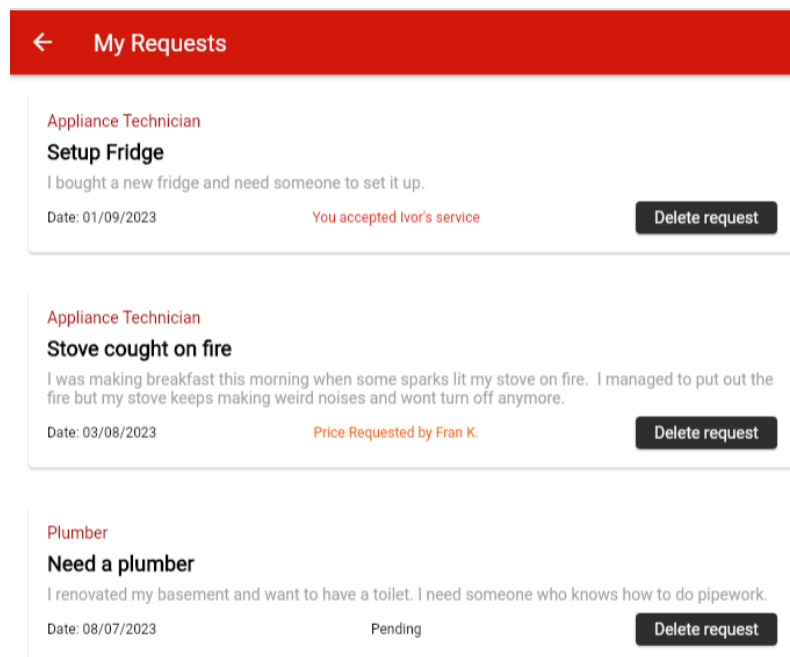 My Requests
Appliance Technician
Setup Fridge
I bought a new fridge and need someone to set it up.
Date: 01/09/2023 You accepted Ivor's service Delete request
Appliance Technician
Stove cought on fire
I was making breakfast this morning when some sparks lit my stove on fire.  I managed to put out the
fire but my stove keeps making weird noises and wont turn off anymore.
Date: 03/08/2023 Price Requested by Fran K. Delete request
Plumber
Need a plumber
I renovated my basement and want to have a toilet. I need someone who knows how to do pipework.
Date: 08/07/2023 Pending Delete request